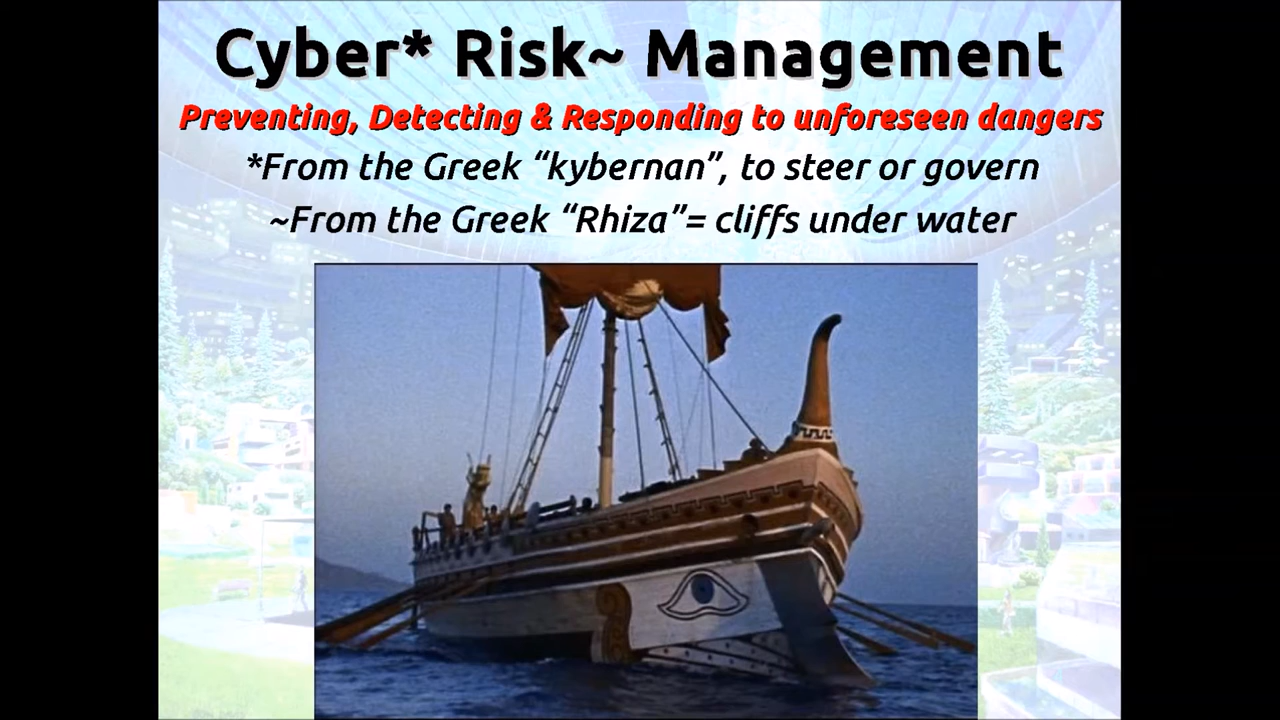 Cyber* Risk~ Management
Preventing, Detecting & Responding to unforeseen dangers
*From the Greek “kybernan”, to steer or govern
~From the Greek “Rhiza”= cliffs under water